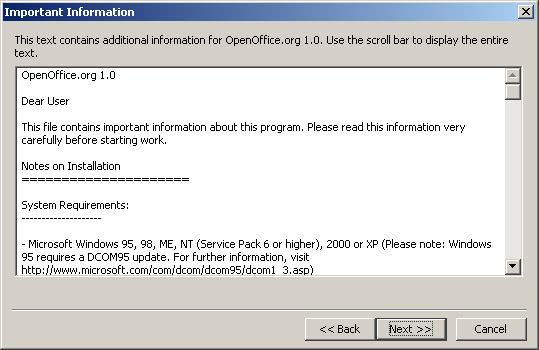 Important Information
This text contains additional information for OpenOffice.org 1.0. Use the scroll bar to display the entire
text.
OpenOffice.org 1.0
Dear User
This file contains important information about this program. Please read this information very
carefully before starting work.
Notes on Installation
=====================
System Requirements:
--------------------
- Microsoft Windows 95, 98, ME, NT (Service Pack 6 or higher), 2000 or XP (Please note: Windows
95 requires a DCOM95 update. For further information, visit
http://www.microsoft.com/com/dcom/dcom95/dcom1_3.asp)
<< Back
Next >>
Cancel